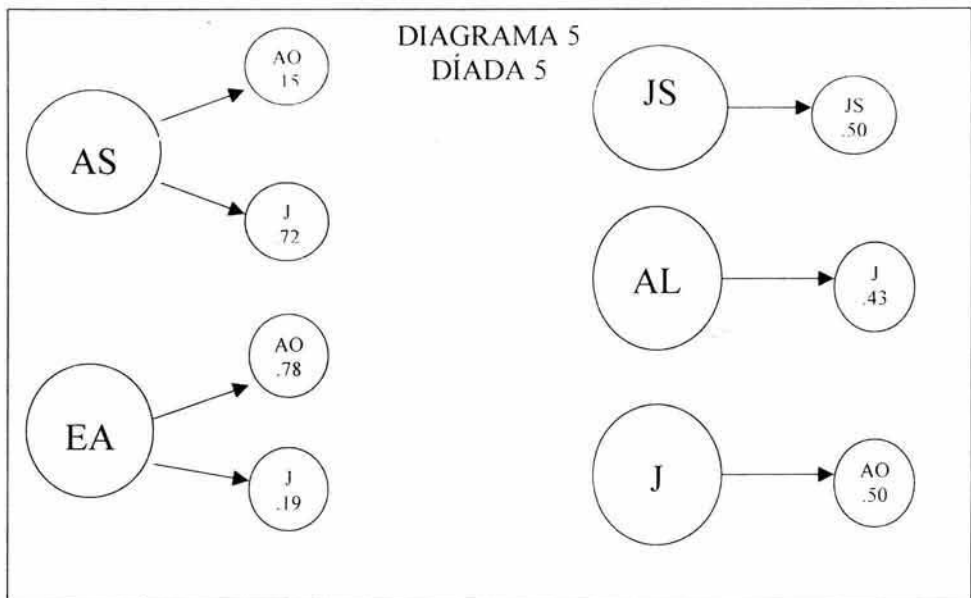 DIAGRAMA 5
DÍADA 5
AS
AO
15
J
72
EA
AO
.78
J
.19
JS
JS
.50
AL
J
.43
J
AO
.50